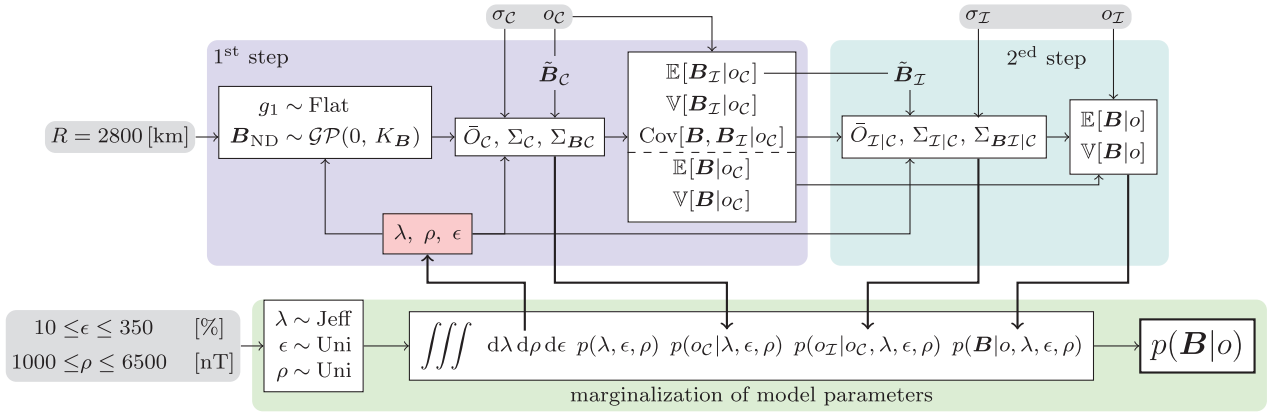 σ_𝒞 o_𝒞
σ_ℐ o_ℐ
1st step
2ed step
R = 2800 [km]
g₁ ∼ Flat
B_ND ∼ 𝒢𝒫(0, K_B)
B̃_𝒞
Ō_𝒞, Σ_𝒞, Σ_B𝒞
𝔼[B_ℐ|o_𝒞]
𝕍[B_ℐ|o_𝒞]
Cov[B, B_ℐ|o_𝒞]
𝔼[B|o_𝒞]
𝕍[B|o_𝒞]
B̃_ℐ
Ō_ℐ|𝒞, Σ_ℐ|𝒞, Σ_Bℐ|𝒞
𝔼[B|o]
𝕍[B|o]
λ, ρ, ϵ
10 ≤ϵ ≤ 350 [%]
1000 ≤ρ ≤ 6500 [nT]
λ ∼ Jeff
ϵ ∼ Uni
ρ ∼ Uni
∫∫∫ dλ dρ dϵ p(λ, ϵ, ρ) p(o_𝒞|λ, ϵ, ρ) p(o_ℐ|o_𝒞, λ, ϵ, ρ) p(B|o, λ, ϵ, ρ)
p(B|o)
marginalization of model parameters